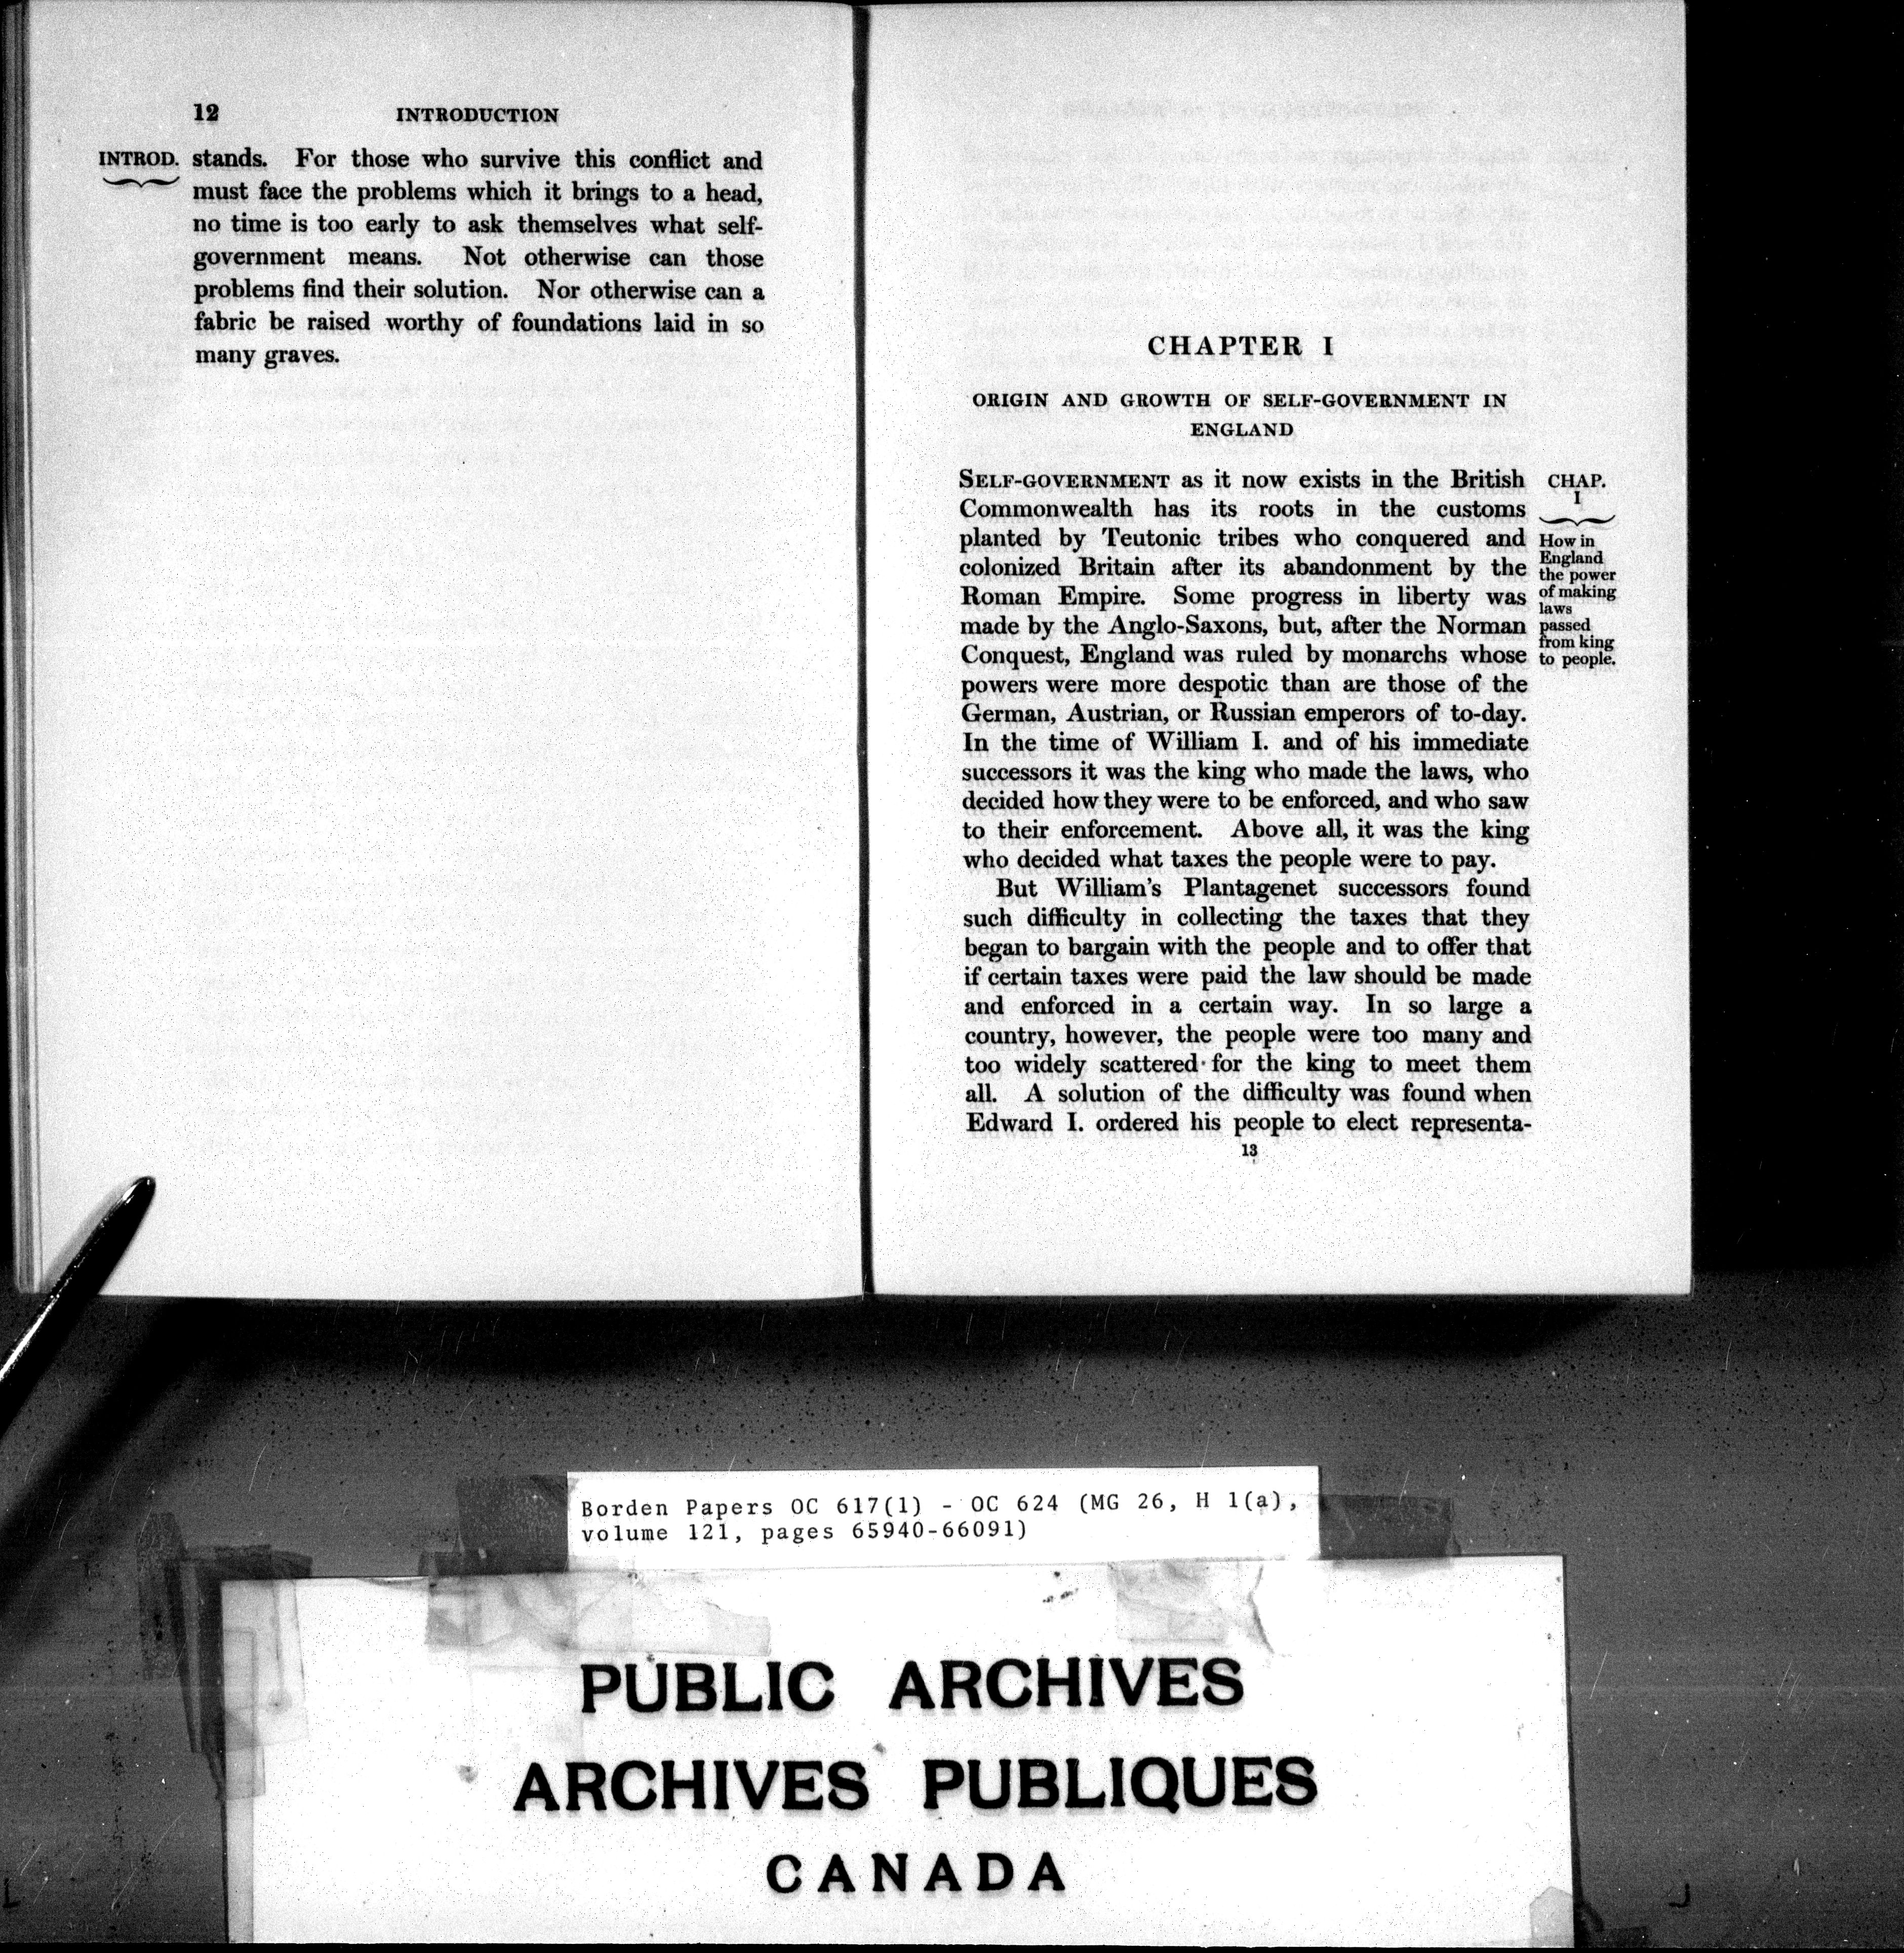 12 INTRODUCTION
INTROD. stands. For those who survive this conflict and
must face the problems which it brings to a head,
no time is too early to ask themselves what self-
government means. Not otherwise can those
problems find their solution. Nor otherwise can a
fabric be raised worthy of foundations laid in so
many graves.
CHAPTER I
ORIGIN AND GROWTH OF SELF-GOVERNMENT IN
ENGLAND
SELF-GOVERNMENT as it now exists in the British
Commonwealth has its roots in the customs
planted by Teutonic tribes who conquered and
colonized Britain after its abandonment by the
Roman Empire. Some progress in liberty was
made by the Anglo-Saxons, but, after the Norman
Conquest, England was ruled by monarchs whose
powers were more despotic than are those of the
German, Austrian, or Russian emperors of to-day.
In the time of William I. and of his immediate
successors it was the king who made the laws, who
decided how they were to be enforced, and who saw
to their enforcement. Above all, it was the king
who decided what taxes the people were to pay.
But William's Plantagenet successors found
such difficulty in collecting the taxes that they
began to bargain with the people and to offer that
if certain taxes were paid the law should be made
and enforced in a certain way. In so large a
country, however, the people were too many and
too widely scattered for the king to meet them
all. A solution of the difficulty was found when
Edward I. ordered his people to elect representa-
CHAP.
I
How in
England
the power
of making
laws
passed
from king
to people.
13
Borden Papers OC 617(1) - OC 624 (MG 26, H 1(a),
volume 121, pages 65940-66091)
PUBLIC ARCHIVES
ARCHIVES PUBLIQUES
CANADA